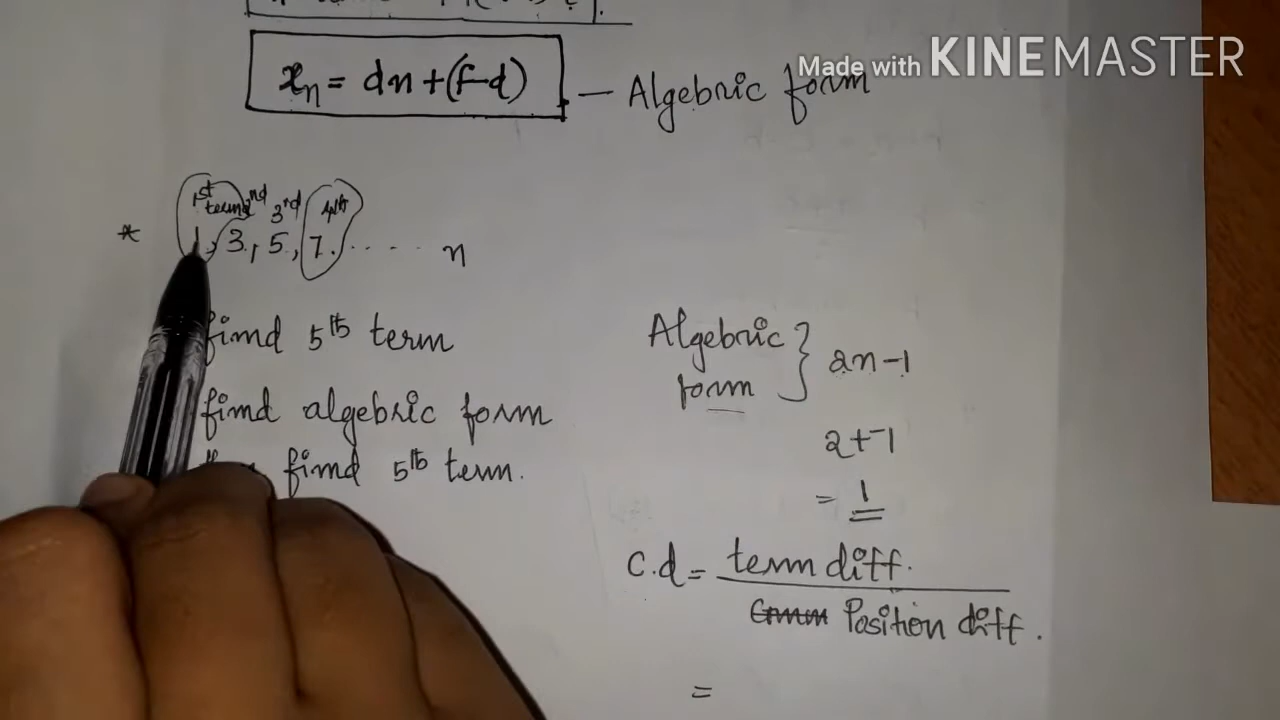 Made with KINEMASTER
xn = dn + (f-d) - Algebric form
1st term 2nd 3rd 4th
* 1, 3, 5, 7. . . . . n
find 5th term
find algebric form
find 5th term.
Algebric form } 2n-1
2+-1
= 1
C.d = term diff. / Position diff.
=